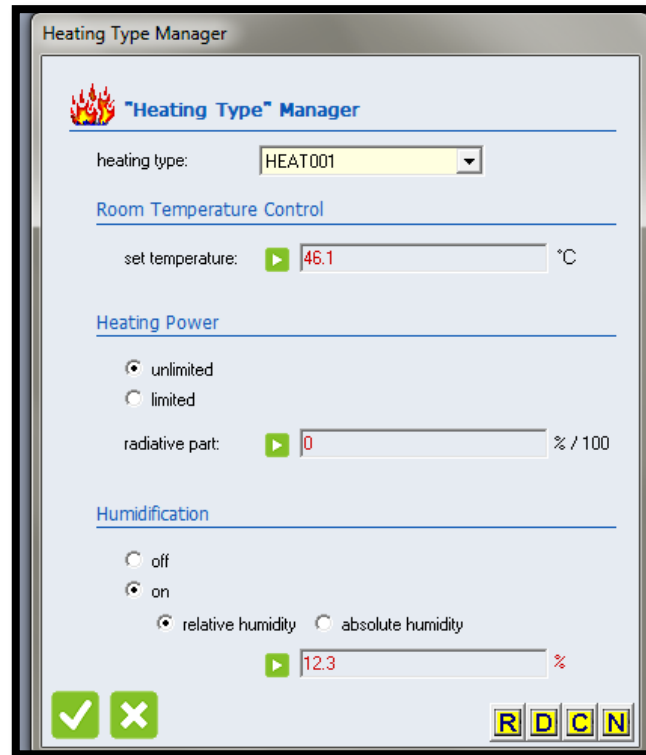 Heating Type Manager
"Heating Type" Manager
heating type: HEAT001
Room Temperature Control
set temperature: 46.1 °C
Heating Power
unlimited
limited
radiative part: 0 % / 100
Humidification
off
on
relative humidity absolute humidity
12.3 %
R D C N